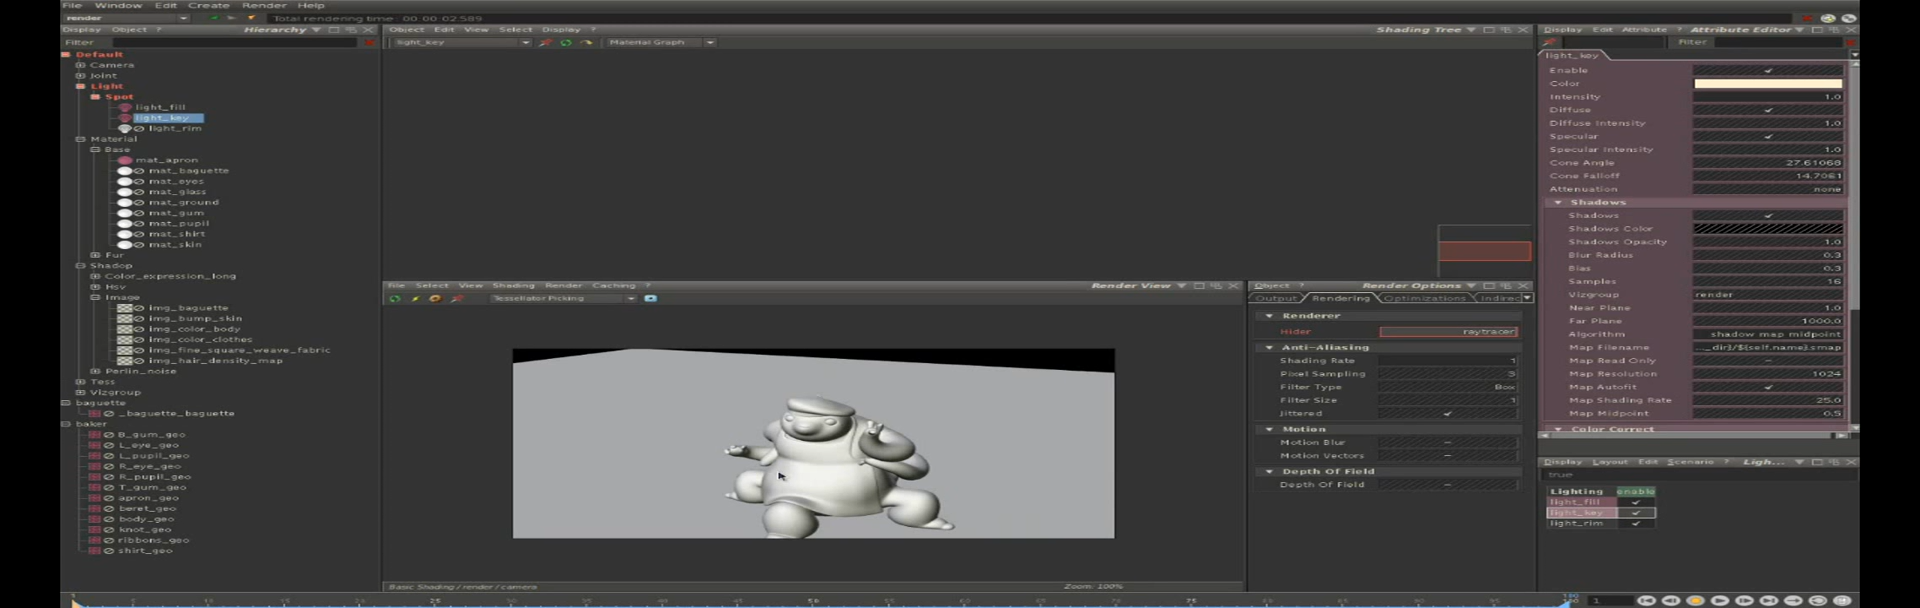 File Window Edit Create Render Help
render Total rendering time: 00:00:02.589
Display Object ? Hierarchy
Filter
Default
Camera
Joint
Light
Spot
light_fill
light_key
light_rim
Material
Base
mat_apron
mat_baguette
mat_eyes
mat_glass
mat_ground
mat_gum
mat_pupil
mat_shirt
mat_skin
Fur
Shadop
Color_expression_long
Hsv
Image
img_baguette
img_bump_skin
img_color_body
img_color_clothes
img_fine_square_weave_fabric
img_hair_density_map
Perlin_noise
Tess
Vizgroup
baguette
_baguette_baguette
baker
B_gum_geo
L_eye_geo
L_pupil_geo
R_eye_geo
R_pupil_geo
T_gum_geo
apron_geo
beret_geo
body_geo
knot_geo
ribbons_geo
shirt_geo
Object Edit View Select Display ? Shading Tree
light_key Material Graph
File Select View Shading Render Caching ? Render View
Tessellator Picking
Basic Shading / render / camera Zoom: 100%
Object ? Render Options
Output Rendering Optimizations Indirec
Renderer
Hider raytracer
Anti-Aliasing
Shading Rate 1
Pixel Sampling 3
Filter Type Box
Filter Size 1
Jittered
Motion
Motion Blur
Motion Vectors
Depth Of Field
Depth Of Field
Display Edit Attribute ? Attribute Editor
Filter
light_key
Enable
Color
Intensity 1.0
Diffuse
Diffuse Intensity 1.0
Specular
Specular Intensity 1.0
Cone Angle 27.61068
Cone Falloff 14.7061
Attenuation none
Shadows
Shadows
Shadows Color
Shadows Opacity 1.0
Blur Radius 0.3
Bias 0.3
Samples 16
Vizgroup render
Near Plane 1.0
Far Plane 1000.0
Algorithm shadow map midpoint
Map Filename ..._dir}/${self.name}.smap
Map Read Only
Map Resolution 1024
Map Autofit
Map Shading Rate 25.0
Map Midpoint 0.5
Color Correct
Display Layout Edit Scenario ? Ligh...
true
Lighting enable
light_fill
light_key
light_rim
1